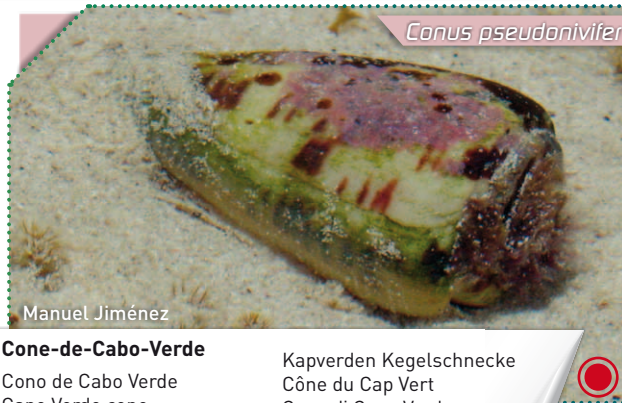 Conus pseudonivifer
Manuel Jiménez
Cone-de-Cabo-Verde
Cono de Cabo Verde
Kapverden Kegelschnecke
Cône du Cap Vert